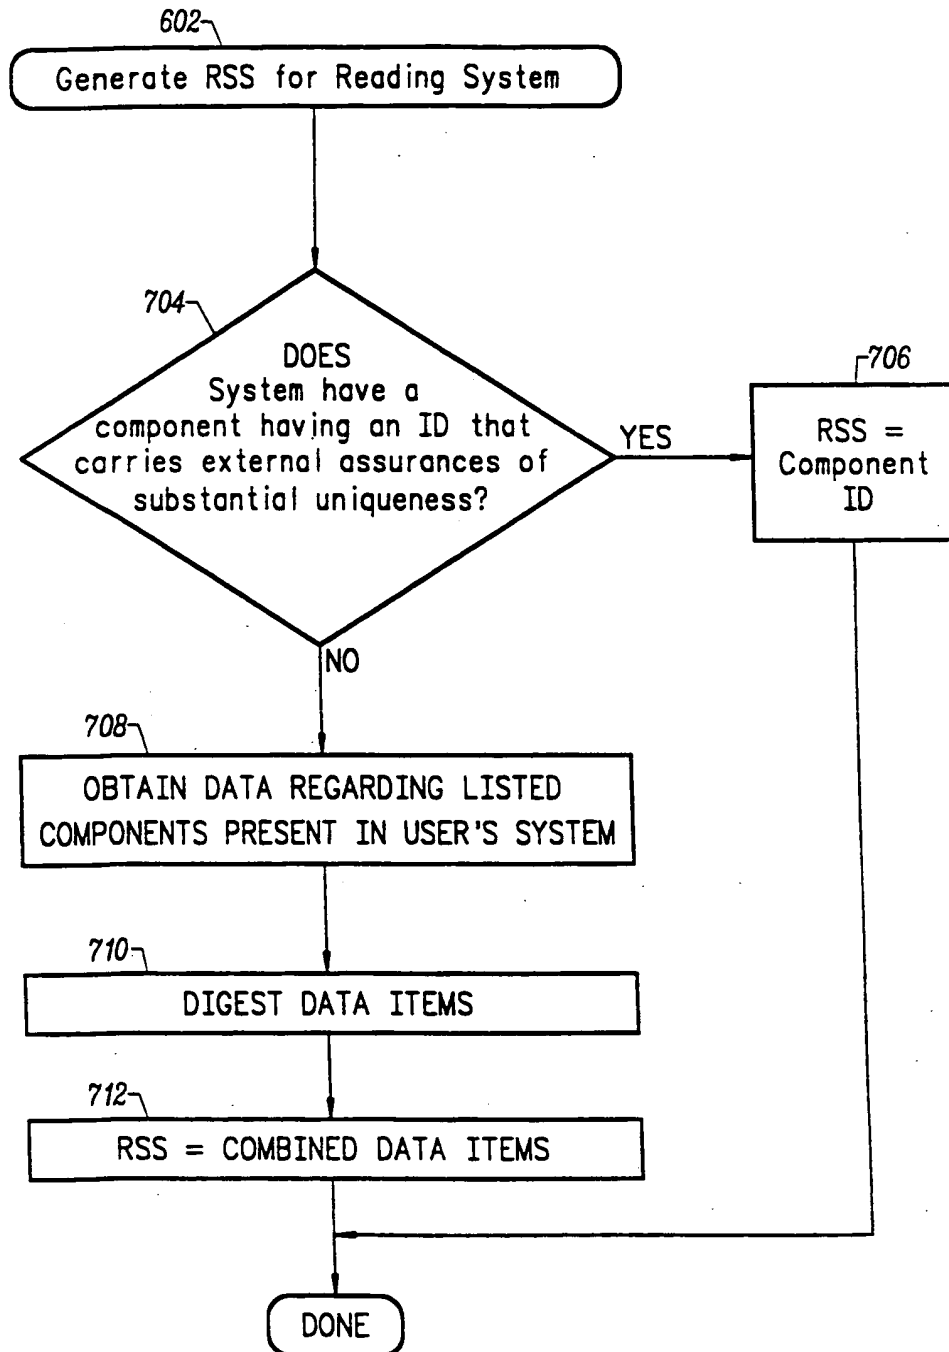 602
Generate RSS for Reading System
704
DOES
System have a
component having an ID that
carries external assurances of
substantial uniqueness?
YES
706
RSS =
Component
ID
NO
708
OBTAIN DATA REGARDING LISTED
COMPONENTS PRESENT IN USER'S SYSTEM
710
DIGEST DATA ITEMS
712
RSS = COMBINED DATA ITEMS
DONE